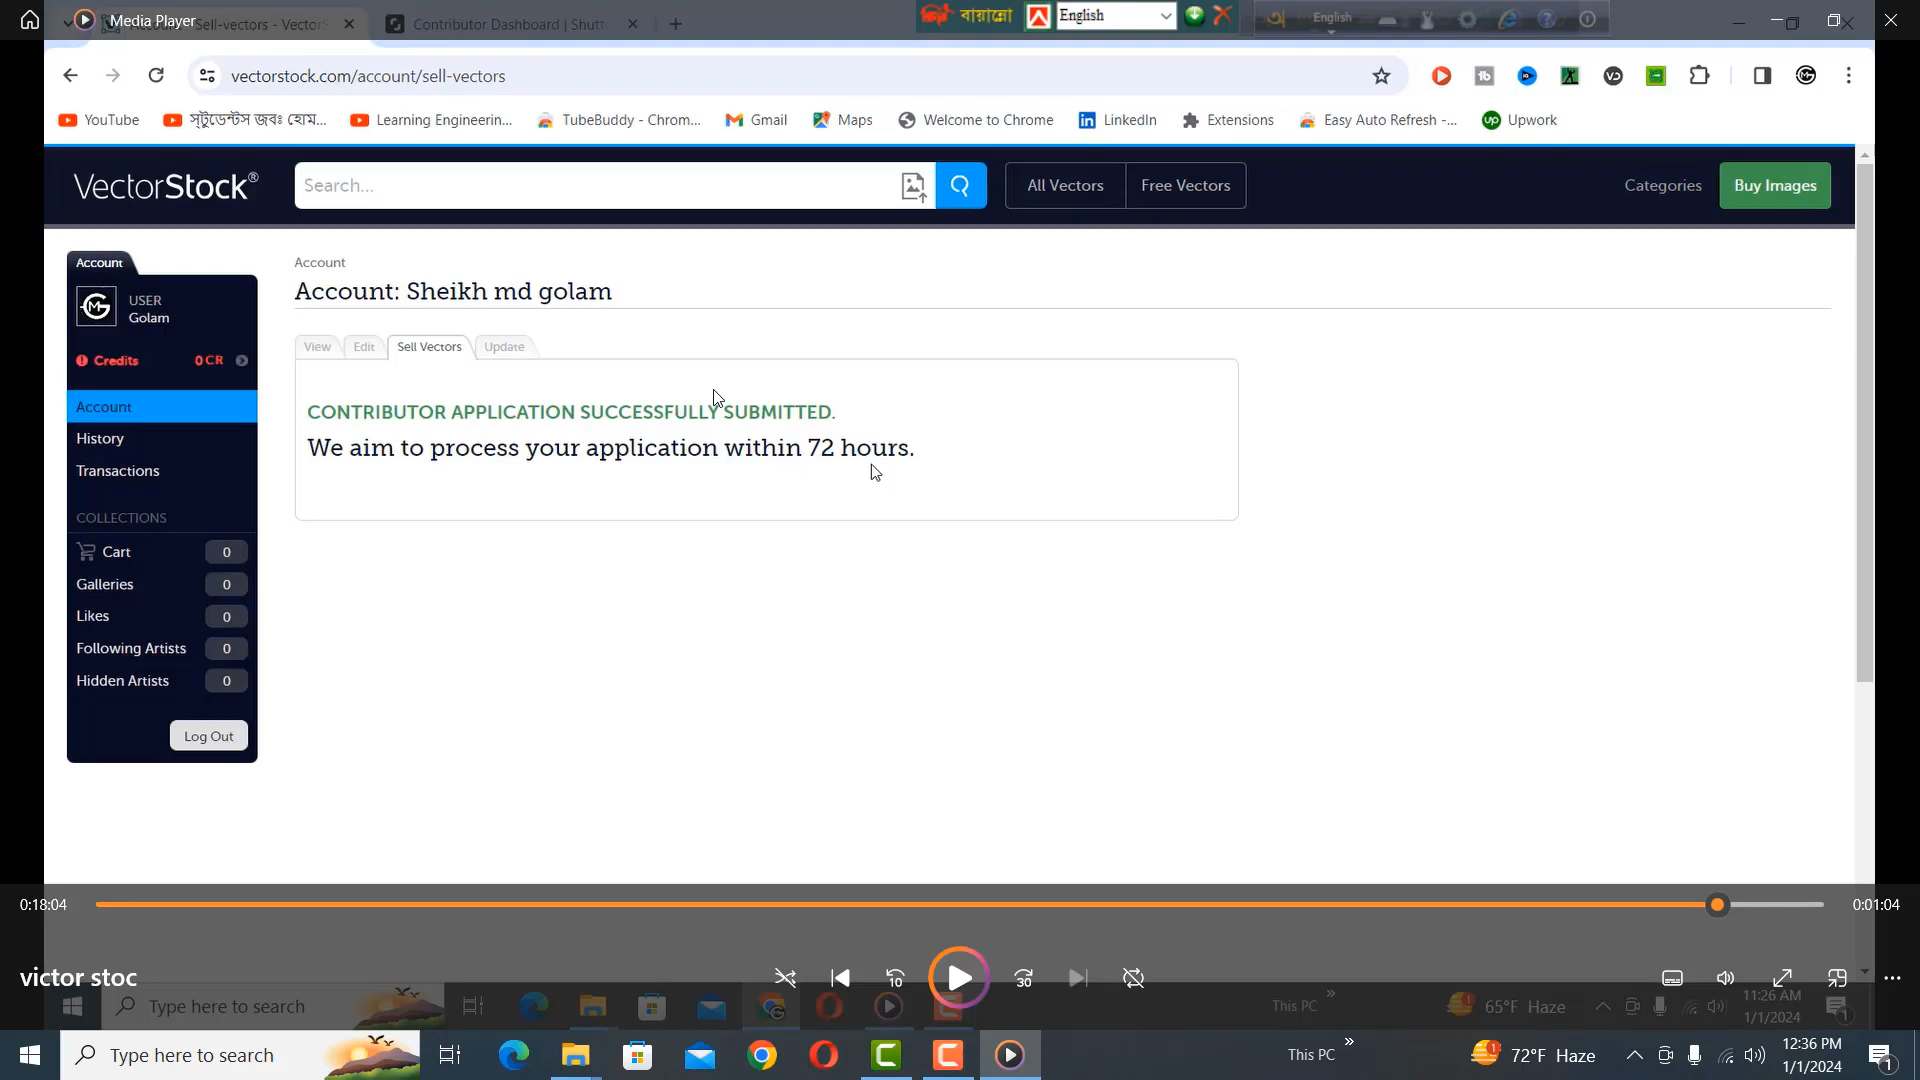 Media Player
Sell-vectors - Vector
Contributor Dashboard | Shutt
বায়ান্নো
English
English
vectorstock.com/account/sell-vectors
YouTube
স্টুডেন্টস জবঃ হোম...
Learning Engineerin...
TubeBuddy - Chrom...
Gmail
Maps
Welcome to Chrome
LinkedIn
Extensions
Easy Auto Refresh -...
Upwork
VectorStock®
Search...
All Vectors
Free Vectors
Categories
Buy Images
Account
USER
Golam
Credits
0 CR
Account
History
Transactions
COLLECTIONS
Cart
0
Galleries
0
Likes
0
Following Artists
0
Hidden Artists
0
Log Out
Account
Account: Sheikh md golam
View
Edit
Sell Vectors
Update
CONTRIBUTOR APPLICATION SUCCESSFULLY SUBMITTED.
We aim to process your application within 72 hours.
0:18:04
0:01:04
victor stoc
10
30
Type here to search
This PC
65°F Haze
11:26 AM
1/1/2024
Type here to search
This PC
72°F Haze
12:36 PM
1/1/2024
1